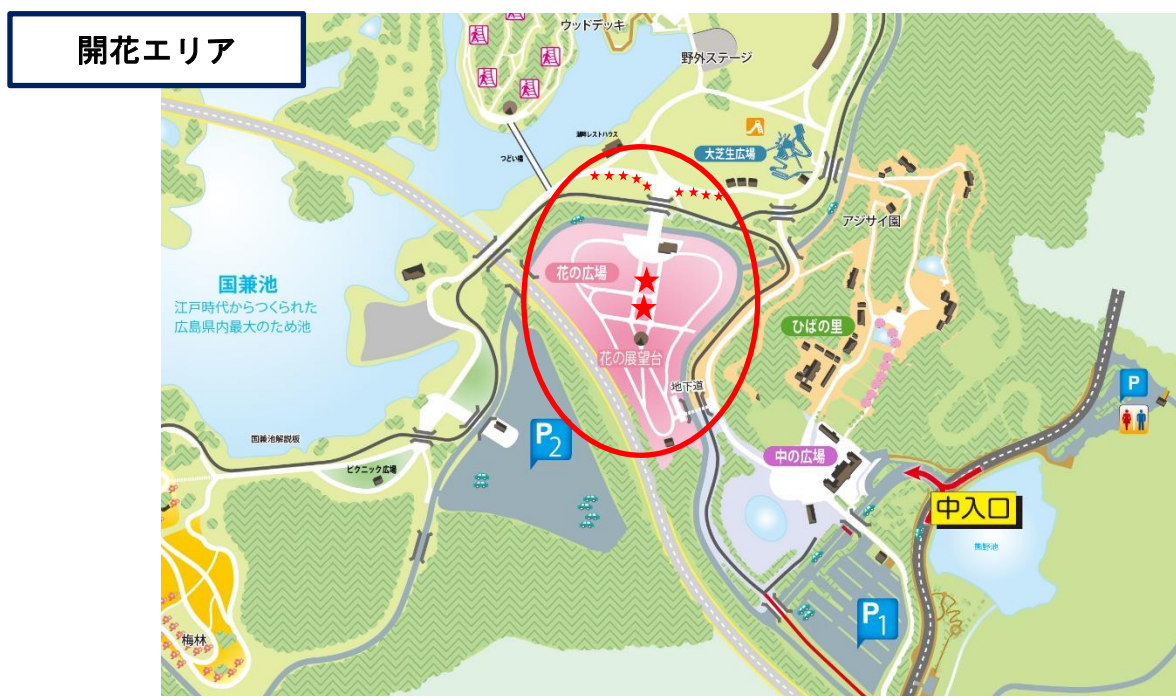 開花エリア
ウッドデッキ
野外ステージ
湖畔レストハウス
つどい橋
大芝生広場
アジサイ園
国兼池
江戸時代からつくられた
広島県内最大のため池
花の広場
ひばの里
花の展望台
地下道
P
国兼池解説板
P2
ピクニック広場
中の広場
中入口
P1
梅林